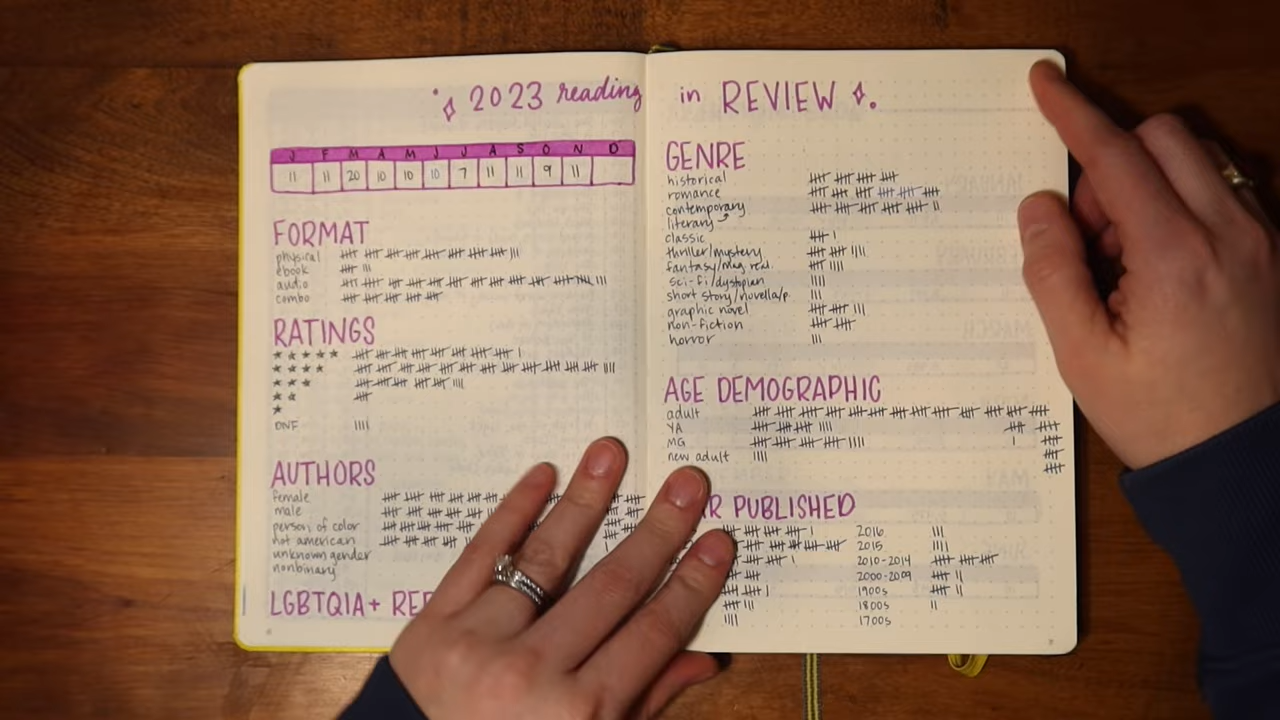 2023 reading in REVIEW
J F M A M J J A S O N D
11 11 20 10 10 10 7 11 11 9 11
FORMAT
physical
ebook
audio
combo
RATINGS
DNF
AUTHORS
female
male
person of color
not american
unknown gender
nonbinary
LGBTQIA+
GENRE
historical
romance
contemporary
literary
classic
thriller/mystery
fantasy/mag real.
sci-fi/dystopian
short story/novella/p.
graphic novel
non-fiction
horror
AGE DEMOGRAPHIC
adult
YA
MG
new adult
PUBLISHED
2016
2015
2010-2014
2000-2009
1900s
1800s
1700s